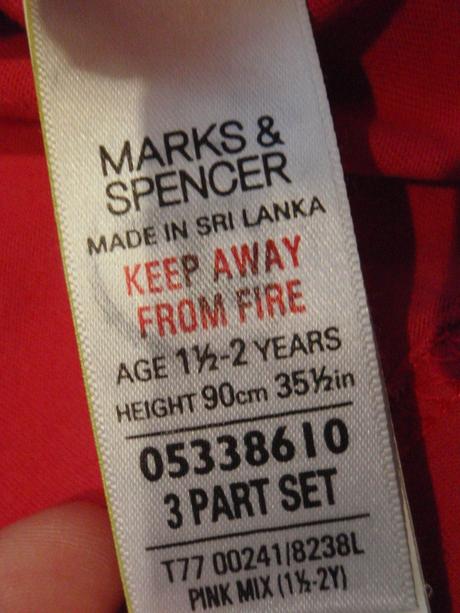 MARKS &
SPENCER
MADE IN SRI LANKA
KEEP AWAY
FROM FIRE
AGE 1½-2 YEARS
HEIGHT 90cm 35½in
05338610
3 PART SET
T77 00241/8238L
PINK MIX (1½-2Y)